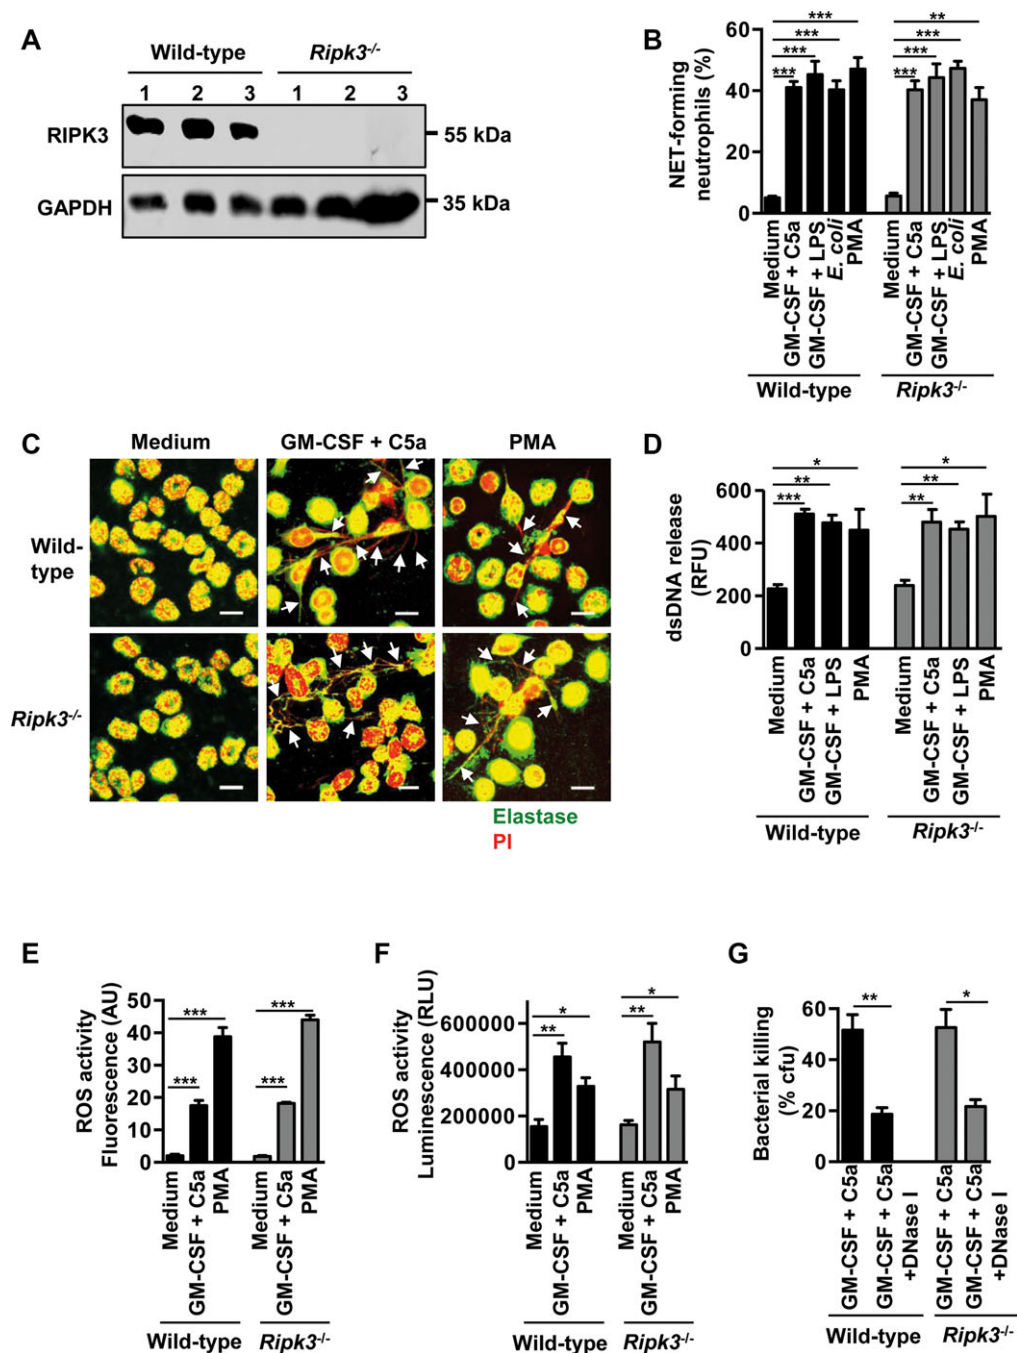 A
Wild-type Ripk3-/-
1 2 3 1 2 3
RIPK3
55 kDa
GAPDH
35 kDa
B
NET-forming
neutrophils (%)
60
40
20
0
*** ** 
*** ***
*** ***
*** ***
Medium
GM-CSF + C5a
GM-CSF + LPS
E. coli
PMA
Medium
GM-CSF + C5a
GM-CSF + LPS
E. coli
PMA
Wild-type Ripk3-/-
C
Medium GM-CSF + C5a PMA
Wild-
type
Ripk3-/-
Elastase
PI
D
dsDNA release
(RFU)
600
400
200
0
* *
** **
*** **
Medium
GM-CSF + C5a
GM-CSF + LPS
PMA
Medium
GM-CSF + C5a
GM-CSF + LPS
PMA
Wild-type Ripk3-/-
E
ROS activity
Fluorescence (AU)
50
40
30
20
10
0
*** ***
*** ***
Medium
GM-CSF + C5a
PMA
Medium
GM-CSF + C5a
PMA
Wild-type Ripk3-/-
F
ROS activity
Luminescence (RLU)
600000
400000
200000
0
* *
** **
Medium
GM-CSF + C5a
PMA
Medium
GM-CSF + C5a
PMA
Wild-type Ripk3-/-
G
Bacterial killing
(% cfu)
60
40
20
0
** *
GM-CSF + C5a
GM-CSF + C5a
+DNase I
GM-CSF + C5a
GM-CSF + C5a
+DNase I
Wild-type Ripk3-/-